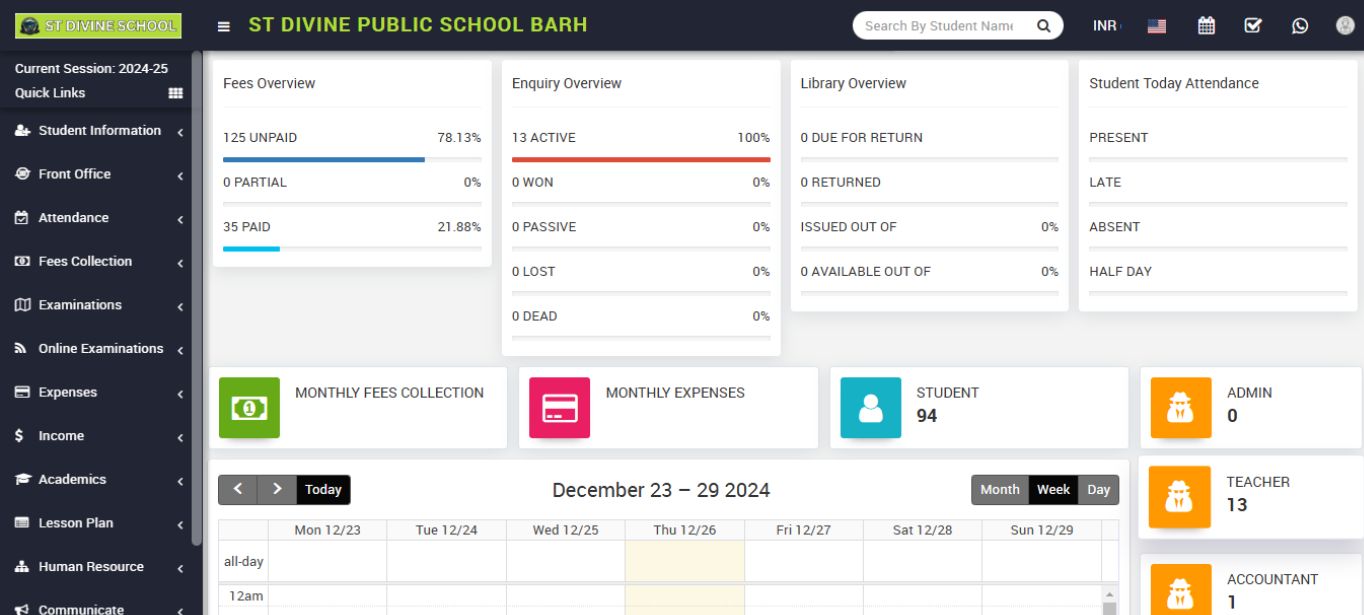 ST DIVINE SCHOOL
ST DIVINE PUBLIC SCHOOL BARH
Search By Student Name
INR
Current Session: 2024-25
Quick Links
Student Information
Front Office
Attendance
Fees Collection
Examinations
Online Examinations
Expenses
Income
Academics
Lesson Plan
Human Resource
Communicate
Fees Overview
125 UNPAID 78.13%
0 PARTIAL 0%
35 PAID 21.88%
Enquiry Overview
13 ACTIVE 100%
0 WON 0%
0 PASSIVE 0%
0 LOST 0%
0 DEAD 0%
Library Overview
0 DUE FOR RETURN
0 RETURNED
ISSUED OUT OF 0%
0 AVAILABLE OUT OF 0%
Student Today Attendance
PRESENT
LATE
ABSENT
HALF DAY
MONTHLY FEES COLLECTION
MONTHLY EXPENSES
STUDENT
94
ADMIN
0
TEACHER
13
ACCOUNTANT
1
Today
December 23 – 29 2024
Month Week Day
Mon 12/23 Tue 12/24 Wed 12/25 Thu 12/26 Fri 12/27 Sat 12/28 Sun 12/29
all-day
12am